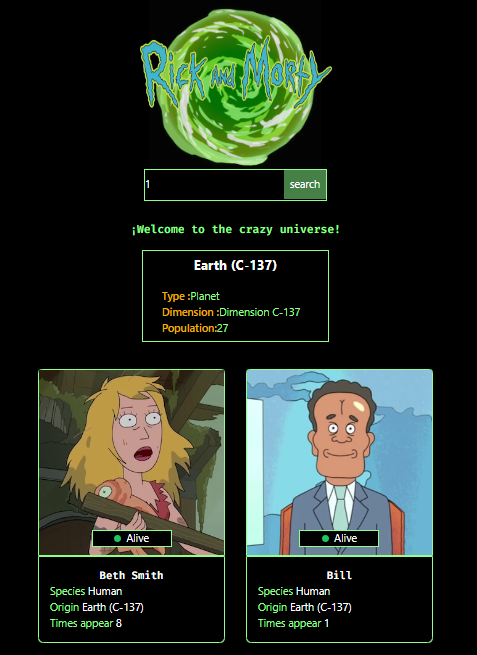 Rick and Morty
1 search
¡Welcome to the crazy universe!
Earth (C-137)
Type :Planet
Dimension :Dimension C-137
Population:27
Alive
Beth Smith
Species Human
Origin Earth (C-137)
Times appear 8
Alive
Bill
Species Human
Origin Earth (C-137)
Times appear 1